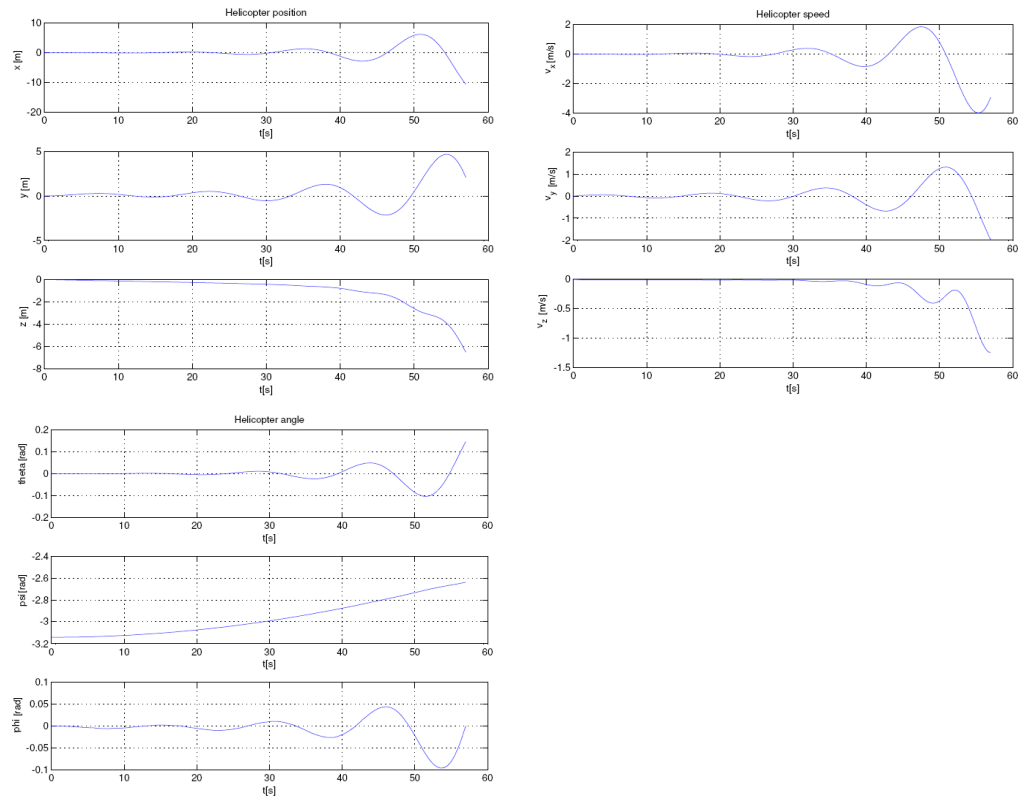 Helicopter position
10
0
-10
-20
x [m]
0 10 20 30 40 50 60
t[s]
5
0
-5
y [m]
0 10 20 30 40 50 60
t[s]
0
-2
-4
-6
-8
z [m]
0 10 20 30 40 50 60
t[s]
Helicopter speed
2
0
-2
-4
v_x [m/s]
0 10 20 30 40 50 60
t[s]
2
1
0
-1
-2
v_y [m/s]
0 10 20 30 40 50 60
t[s]
0
-0.5
-1
-1.5
v_z [m/s]
0 10 20 30 40 50 60
t[s]
Helicopter angle
0.2
0.1
0
-0.1
-0.2
theta [rad]
0 10 20 30 40 50 60
t[s]
-2.4
-2.6
-2.8
-3
-3.2
psi[rad]
0 10 20 30 40 50 60
t[s]
0.1
0.05
0
-0.05
-0.1
phi [rad]
0 10 20 30 40 50 60
t[s]